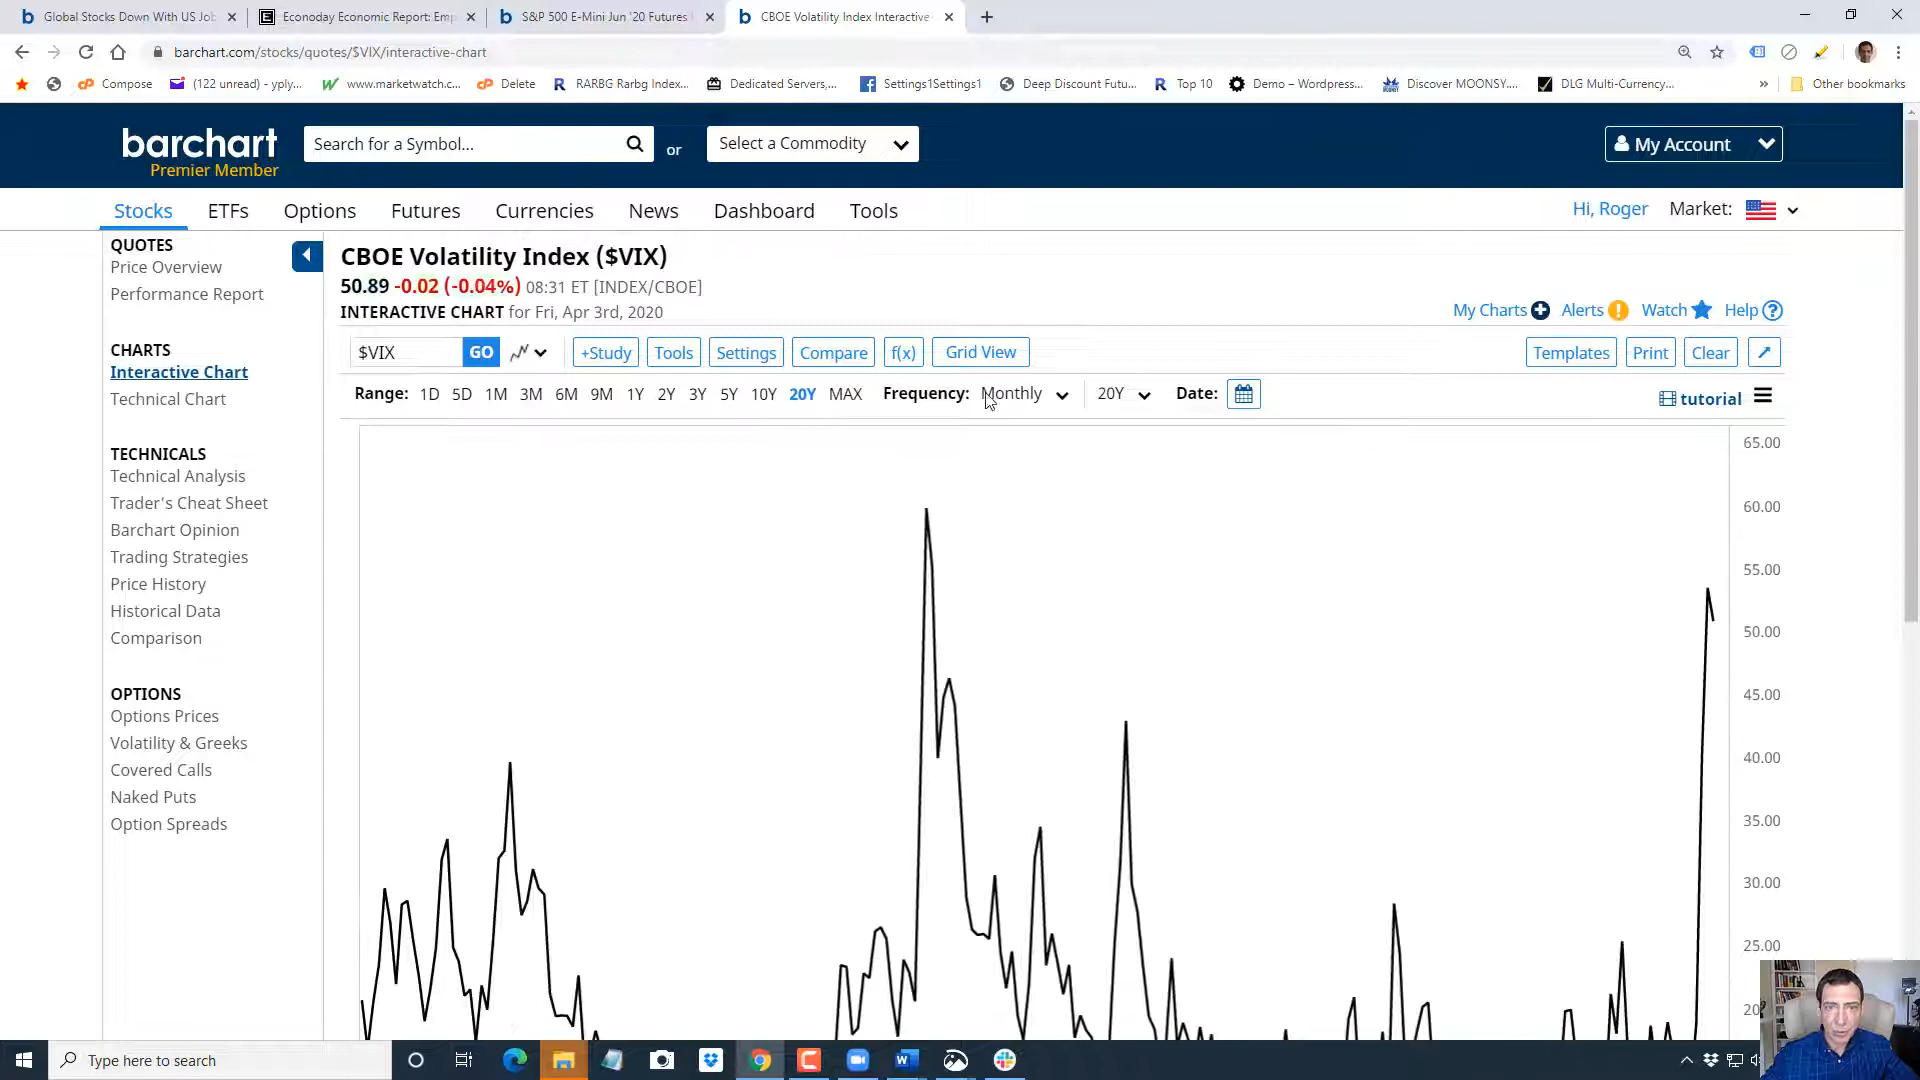 Global Stocks Down With US Jo
Econoday Economic Report: Emp
S&P 500 E-Mini Jun '20 Futures
CBOE Volatility Index Interactive
barchart.com/stocks/quotes/$VIX/interactive-chart
Compose
(122 unread) - yply...
www.marketwatch.c...
Delete
RARBG Rarbg Index...
Dedicated Servers,...
Settings1Settings1
Deep Discount Futu...
Top 10
Demo – Wordpress...
Discover MOONSY....
DLG Multi-Currency...
»
Other bookmarks
barchart
Premier Member
Search for a Symbol...
or
Select a Commodity
My Account
Stocks
ETFs
Options
Futures
Currencies
News
Dashboard
Tools
Hi, Roger
Market:
QUOTES
Price Overview
Performance Report
CHARTS
Interactive Chart
Technical Chart
TECHNICALS
Technical Analysis
Trader's Cheat Sheet
Barchart Opinion
Trading Strategies
Price History
Historical Data
Comparison
OPTIONS
Options Prices
Volatility & Greeks
Covered Calls
Naked Puts
Option Spreads
CBOE Volatility Index ($VIX)
50.89 -0.02 (-0.04%) 08:31 ET [INDEX/CBOE]
INTERACTIVE CHART for Fri, Apr 3rd, 2020
My Charts
Alerts
Watch
Help
$VIX
GO
+Study
Tools
Settings
Compare
f(x)
Grid View
Templates
Print
Clear
Range: 1D 5D 1M 3M 6M 9M 1Y 2Y 3Y 5Y 10Y 20Y MAX
Frequency: Monthly
20Y
Date:
tutorial
65.00
60.00
55.00
50.00
45.00
40.00
35.00
30.00
25.00
20
Type here to search